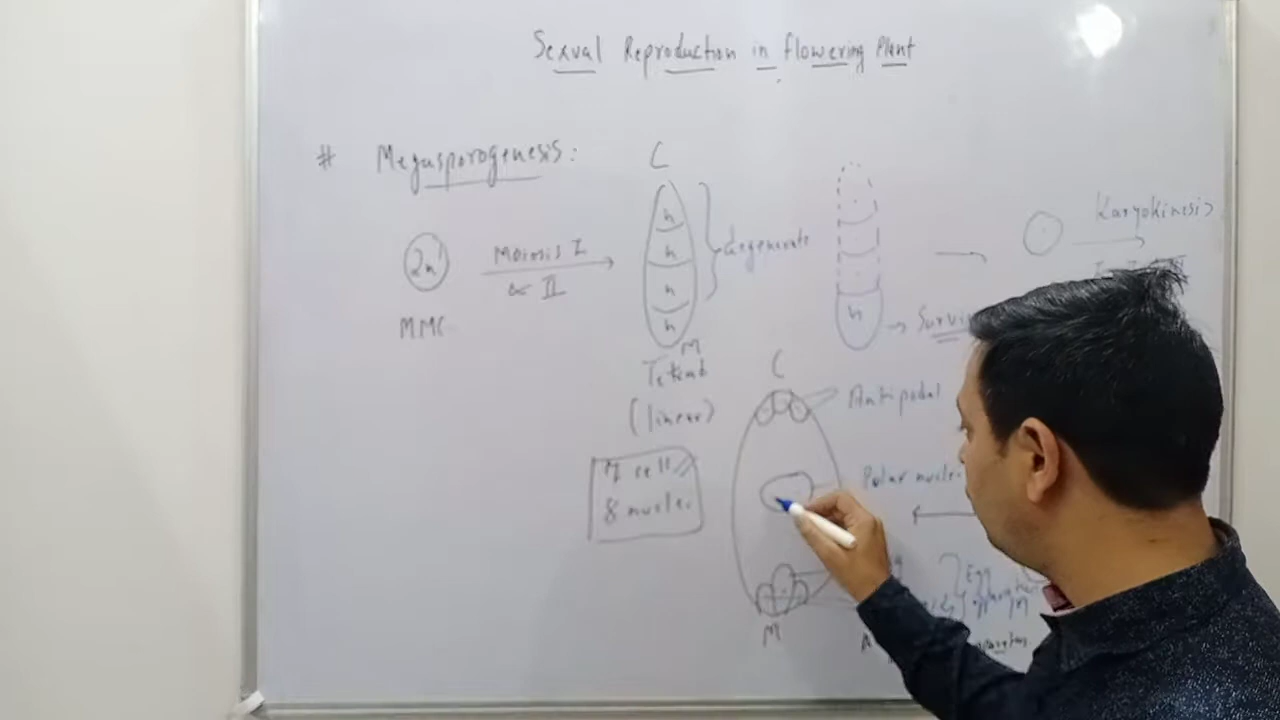 Sexual Reproduction in flowering Plant
# Megasporogenesis:
C
2n
MMC
Meiosis I
& II
n
n
n
n
M
degenerate
Tetrad
(linear)
n
→ Survi
Karyokinesis
7 cell
8 nuclei
C
Antipodal
Polar nuclei
Egg
M